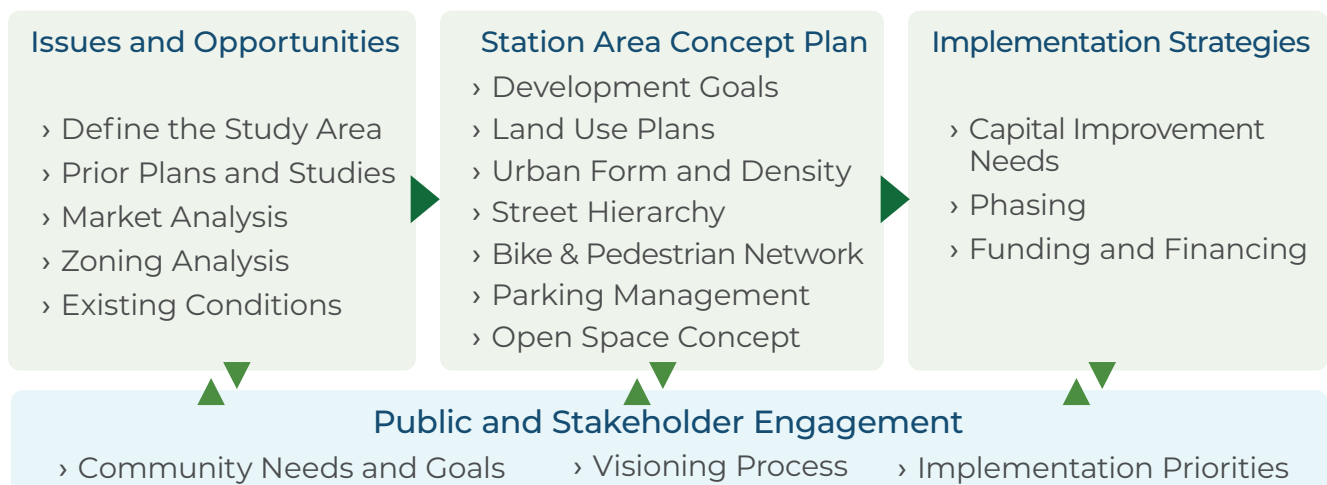 Issues and Opportunities
› Define the Study Area
› Prior Plans and Studies
› Market Analysis
› Zoning Analysis
› Existing Conditions
Station Area Concept Plan
› Development Goals
› Land Use Plans
› Urban Form and Density
› Street Hierarchy
› Bike & Pedestrian Network
› Parking Management
› Open Space Concept
Implementation Strategies
› Capital Improvement
Needs
› Phasing
› Funding and Financing
Public and Stakeholder Engagement
› Community Needs and Goals
› Visioning Process
› Implementation Priorities